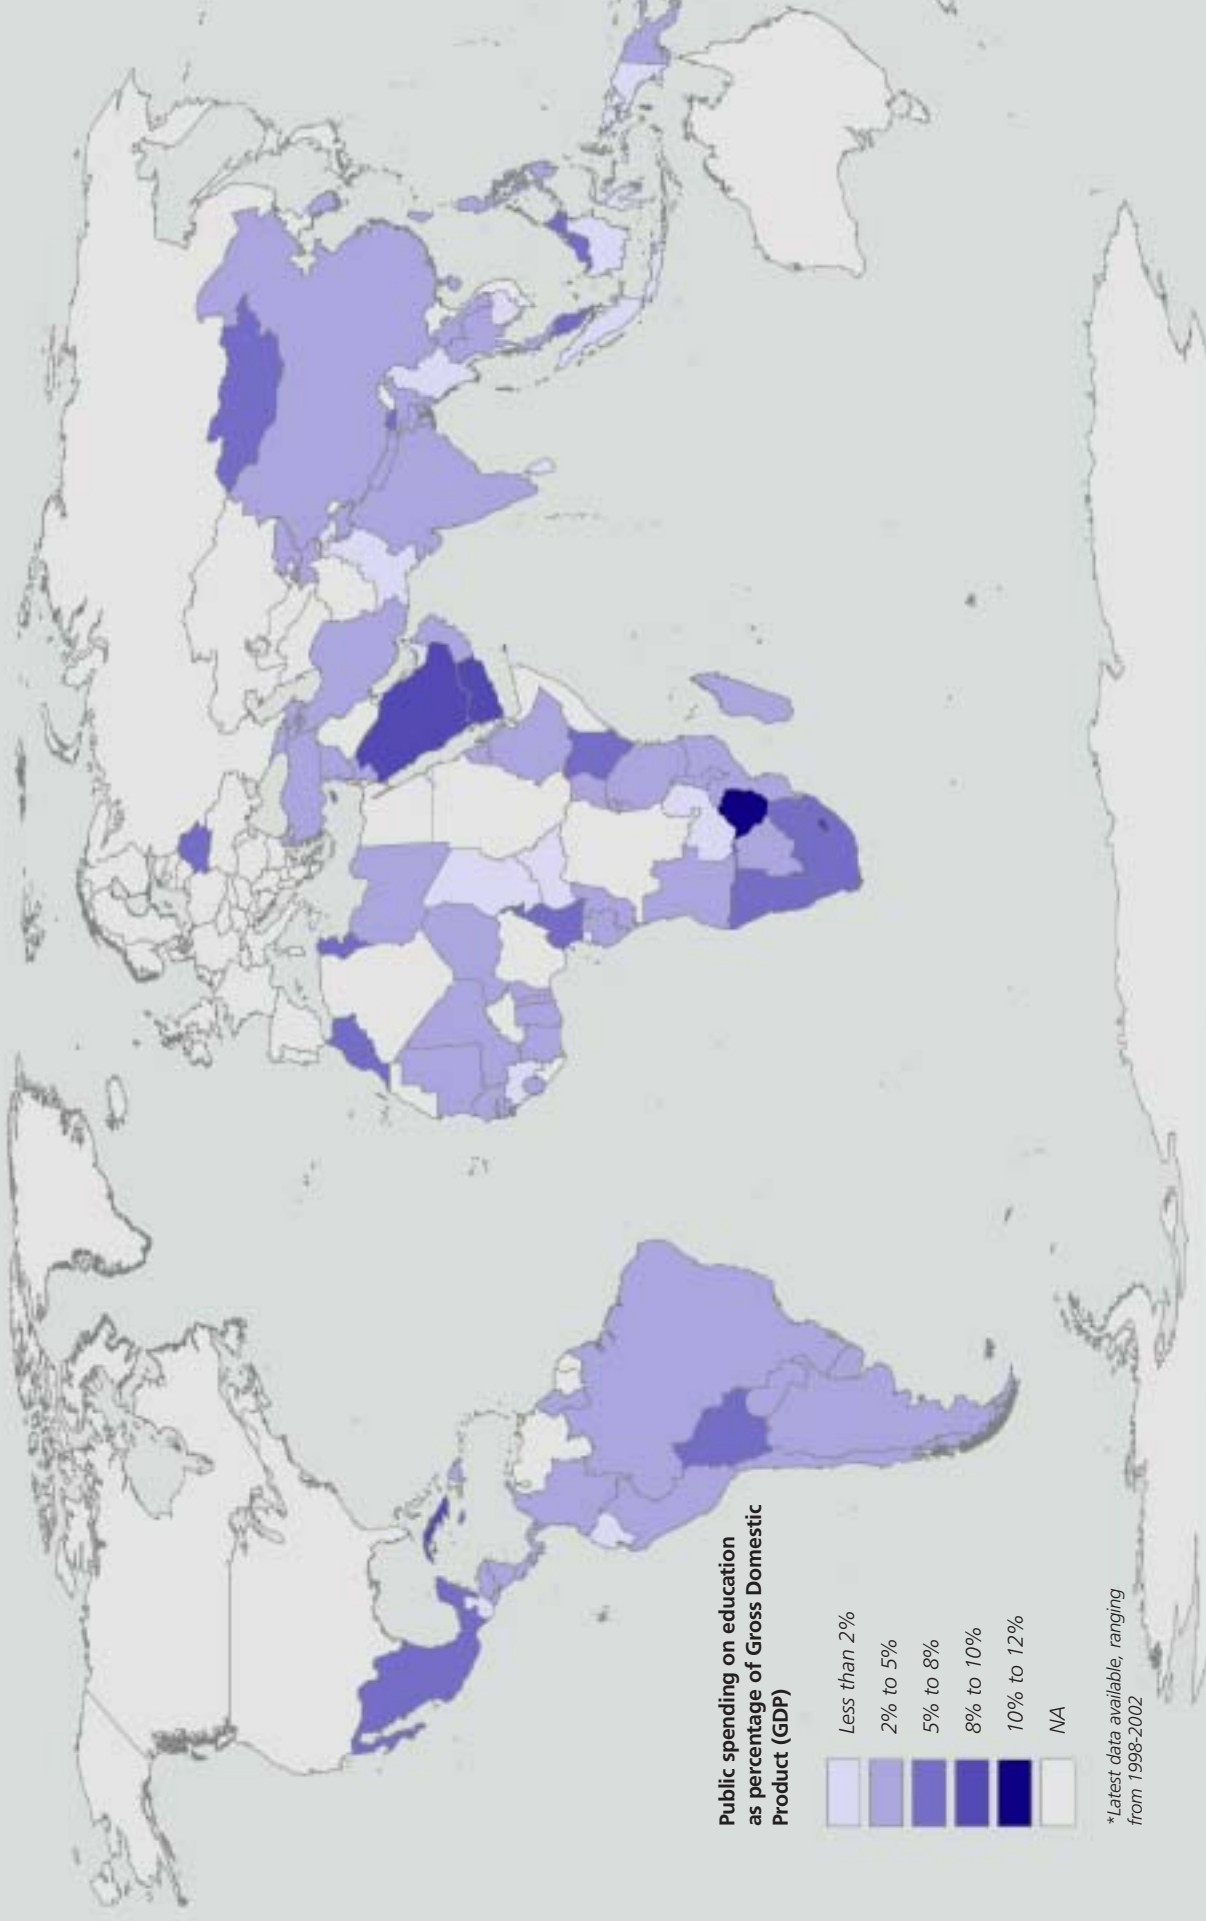 Public spending on education
as percentage of Gross Domestic
Product (GDP)
Less than 2%
2% to 5%
5% to 8%
8% to 10%
10% to 12%
NA
*Latest data available, ranging
from 1998-2002